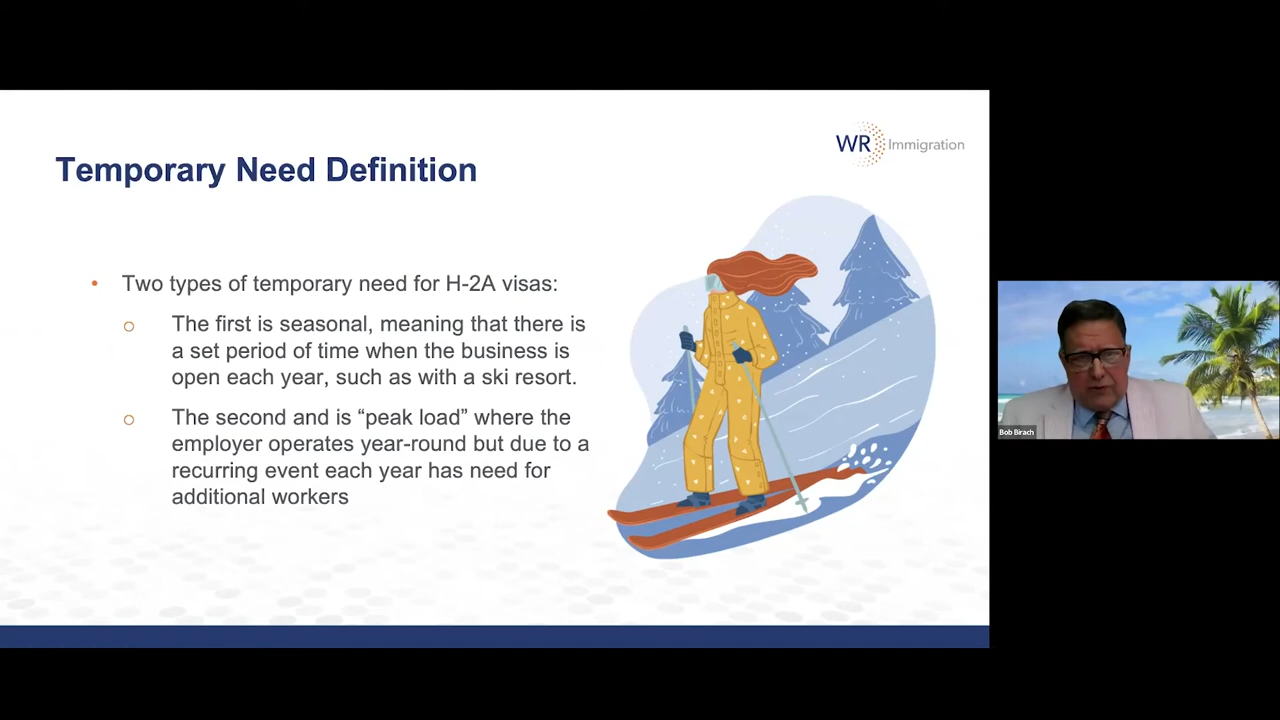 WR Immigration
Temporary Need Definition
• Two types of temporary need for H-2A visas:
o The first is seasonal, meaning that there is
a set period of time when the business is
open each year, such as with a ski resort.
o The second and is “peak load” where the
employer operates year-round but due to a
recurring event each year has need for
additional workers
Bob Birach